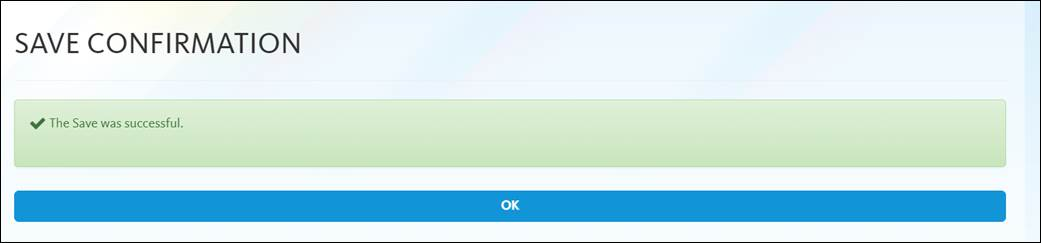 SAVE CONFIRMATION
The Save was successful.
OK